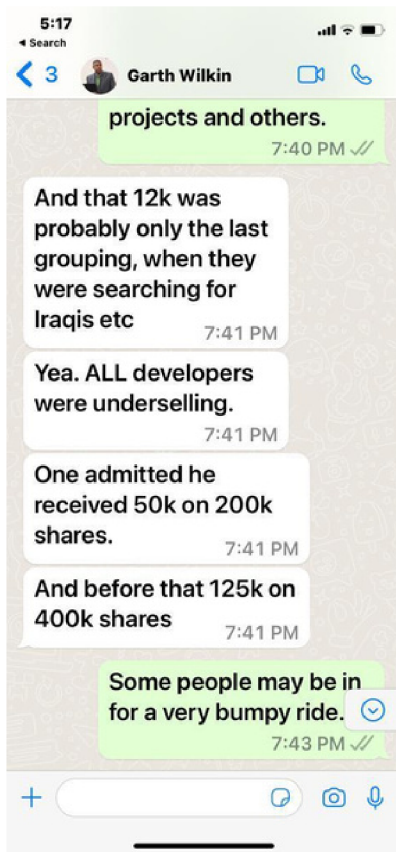 5:17
◀ Search
3
Garth Wilkin
projects and others.
7:40 PM
And that 12k was
probably only the last
grouping, when they
were searching for
Iraqis etc
7:41 PM
Yea. ALL developers
were underselling.
7:41 PM
One admitted he
received 50k on 200k
shares.
7:41 PM
And before that 125k on
400k shares
7:41 PM
Some people may be in
for a very bumpy ride.
7:43 PM